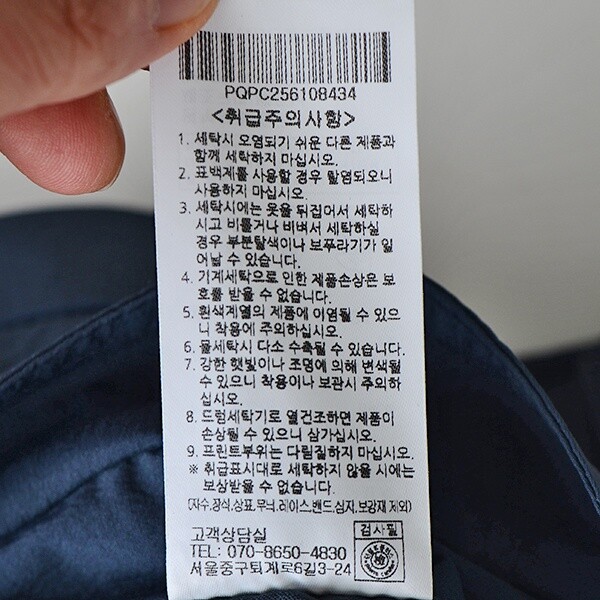 PQPC256108434
<취급주의사항>
1. 세탁시 오염되기 쉬운 다른 제품과
함께 세탁하지 마십시오.
2. 표백제를 사용할 경우 탈염되오니
사용하지 마십시오.
3. 세탁시에는 옷을 뒤집어서 세탁하
시고 비틀거나 비벼서 세탁하실
경우 부분탈색이나 보푸라기가 일
어날 수 있습니다.
4. 기계세탁으로 인한 제품손상은 보
호를 받을 수 없습니다.
5. 흰색계열의 제품에 이염될 수 있으
니 착용에 주의하십시오.
6. 물세탁시 다소 수축될 수 있습니다.
7. 강한 햇빛이나 조명에 의해 변색될
수 있으니 착용이나 보관시 주의하
십시오.
8. 드럼세탁기로 열건조하면 제품이
손상될 수 있으니 삼가십시오.
9. 프린트부위는 다림질하지 마십시오.
※ 취급표시대로 세탁하지 않을 시에는
보상받을 수 없습니다.
(자수,장식,상표,무늬,레이스,밴드,심지,보강재 제외)
고객상담실
TEL: 070-8650-4830
서울중구퇴계로6길3-24
검사필